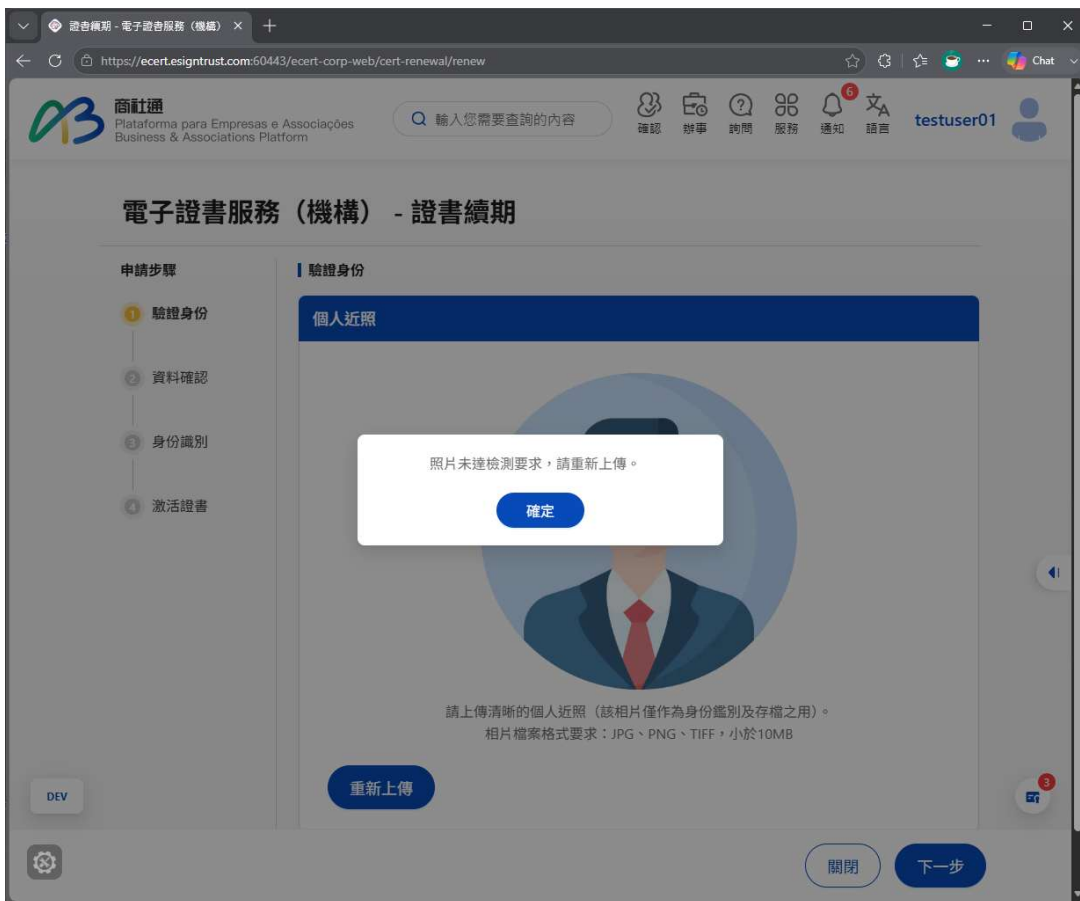 證書續期 - 電子證書服務（機構）
https://ecert.esigntrust.com:60443/ecert-corp-web/cert-renewal/renew
Chat
商社通
Plataforma para Empresas e Associações
Business & Associations Platform
輸入您需要查詢的內容
確認
辦事
詢問
服務
6
通知
語言
testuser01
電子證書服務（機構） - 證書續期
申請步驟
1 驗證身份
2 資料確認
3 身份識別
4 激活證書
驗證身份
個人近照
照片未達檢測要求，請重新上傳。
確定
請上傳清晰的個人近照（該相片僅作為身份鑑別及存檔之用）。
相片檔案格式要求：JPG、PNG、TIFF，小於10MB
重新上傳
DEV
3
關閉
下一步